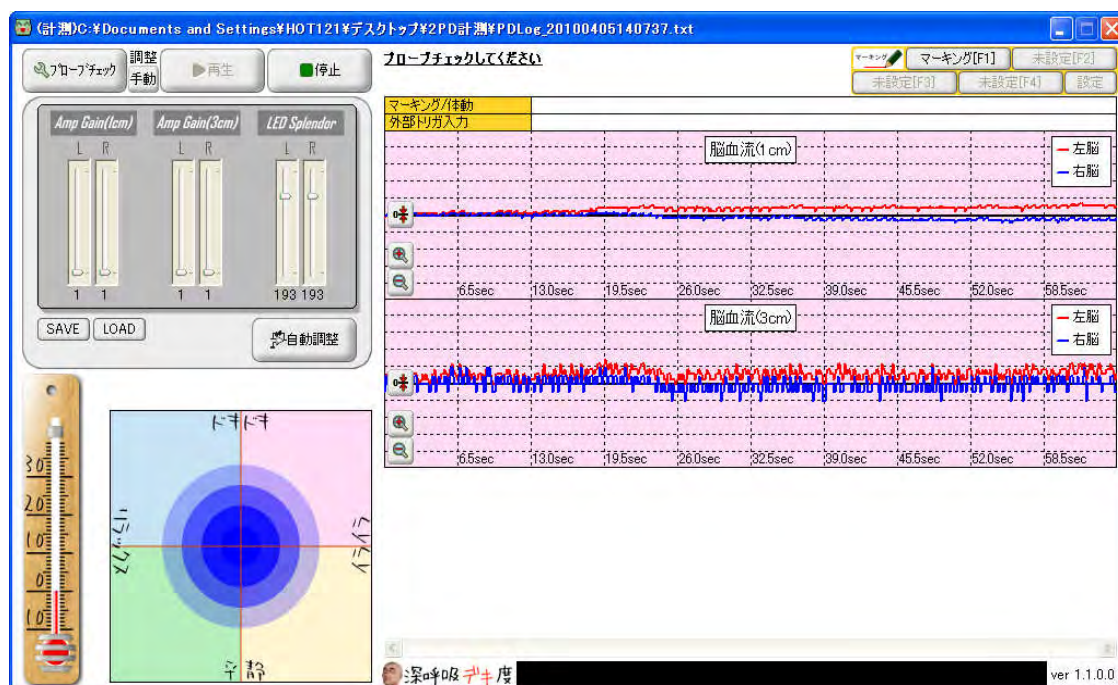 (計測)C:¥Documents and Settings¥HOT121¥デスクトップ¥2PD計測¥PDLog_20100405140737.txt
プローブチェック
調整
手動
再生
停止
プローブチェックしてください
マーキング
マーキング[F1]
未設定[F2]
未設定[F3]
未設定[F4]
設定
Amp Gain(1cm)
Amp Gain(3cm)
LED Splendor
L R
L R
L R
1 1
1 1
193 193
SAVE
LOAD
自動調整
マーキング/体動
外部トリガ入力
脳血流(1cm)
左脳
右脳
0
6.5sec 13.0sec 19.5sec 26.0sec 32.5sec 39.0sec 45.5sec 52.0sec 58.5sec
脳血流(3cm)
左脳
右脳
0
6.5sec 13.0sec 19.5sec 26.0sec 32.5sec 39.0sec 45.5sec 52.0sec 58.5sec
30
20
10
0
10
ドキドキ
リラックス
イライラ
平静
深呼吸デキ度
ver 1.1.0.0